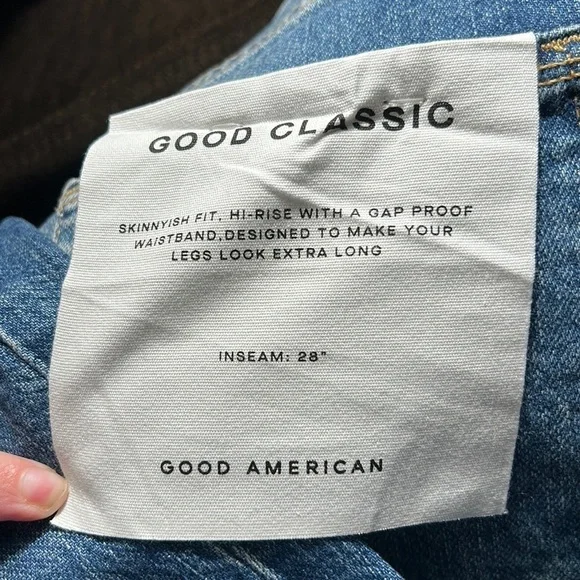 GOOD CLASSIC
SKINNYISH FIT, HI-RISE WITH A GAP PROOF
WAISTBAND,DESIGNED TO MAKE YOUR
LEGS LOOK EXTRA LONG
INSEAM: 28"
GOOD AMERICAN